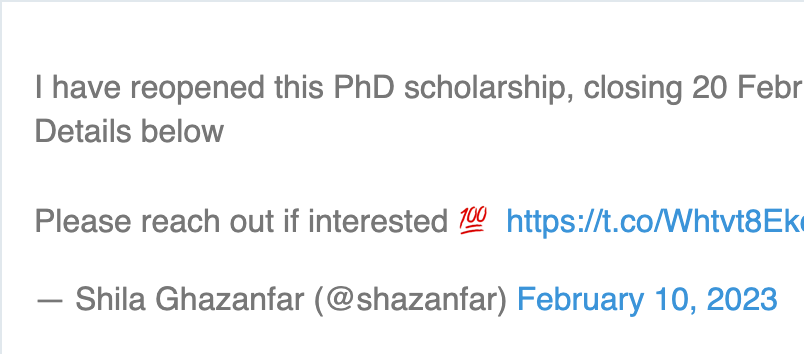 I have reopened this PhD scholarship, closing 20 Febr
Details below
Please reach out if interested 💯 https://t.co/Whtvt8Eke
— Shila Ghazanfar (@shazanfar) February 10, 2023